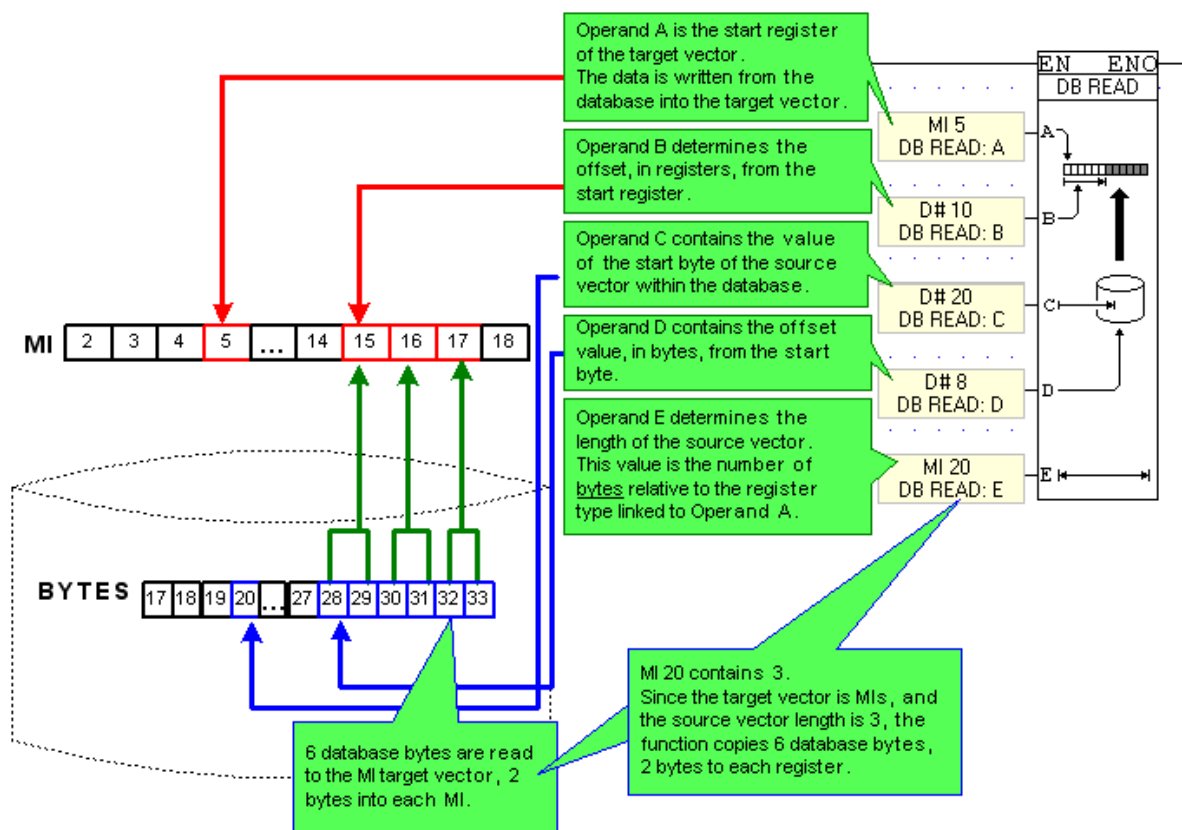 Operand A is the start register
of the target vector.
The data is written from the
database into the target vector.
Operand B determines the
offset, in registers, from the
start register.
Operand C contains the value
of the start byte of the source
vector within the database.
Operand D contains the offset
value, in bytes, from the start
byte.
Operand E determines the
length of the source vector.
This value is the number of
bytes relative to the register
type linked to Operand A.
EN ENO
DB READ
MI 5
DB READ: A
A
D# 10
DB READ: B
B
D# 20
DB READ: C
C
D# 8
DB READ: D
D
MI 20
DB READ: E
E
MI 2 3 4 5 ... 14 15 16 17 18
BYTES 17 18 19 20 ... 27 28 29 30 31 32 33
6 database bytes are read
to the MI target vector, 2
bytes into each MI.
MI 20 contains 3.
Since the target vector is MIs, and
the source vector length is 3, the
function copies 6 database bytes,
2 bytes to each register.